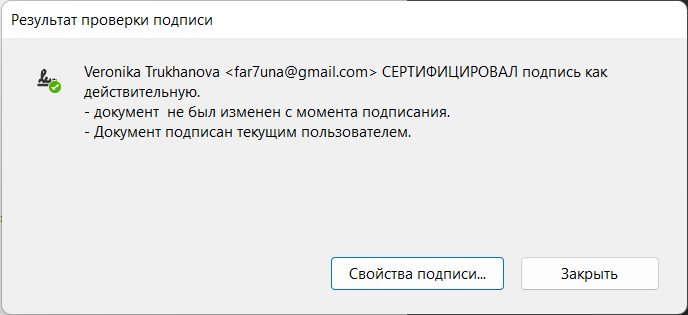 Результат проверки подписи
Veronika Trukhanova <far7una@gmail.com> СЕРТИФИЦИРОВАЛ подпись как
действительную.
- документ  не был изменен с момента подписания.
- Документ подписан текущим пользователем.
Свойства подписи... Закрыть